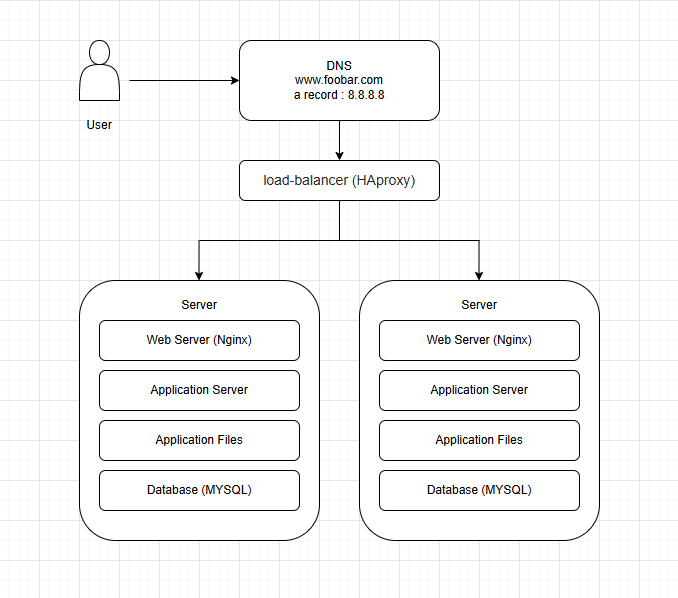 DNS
www.foobar.com
a record : 8.8.8.8
User
load-balancer (HAproxy)
Server
Web Server (Nginx)
Application Server
Application Files
Database (MYSQL)
Server
Web Server (Nginx)
Application Server
Application Files
Database (MYSQL)